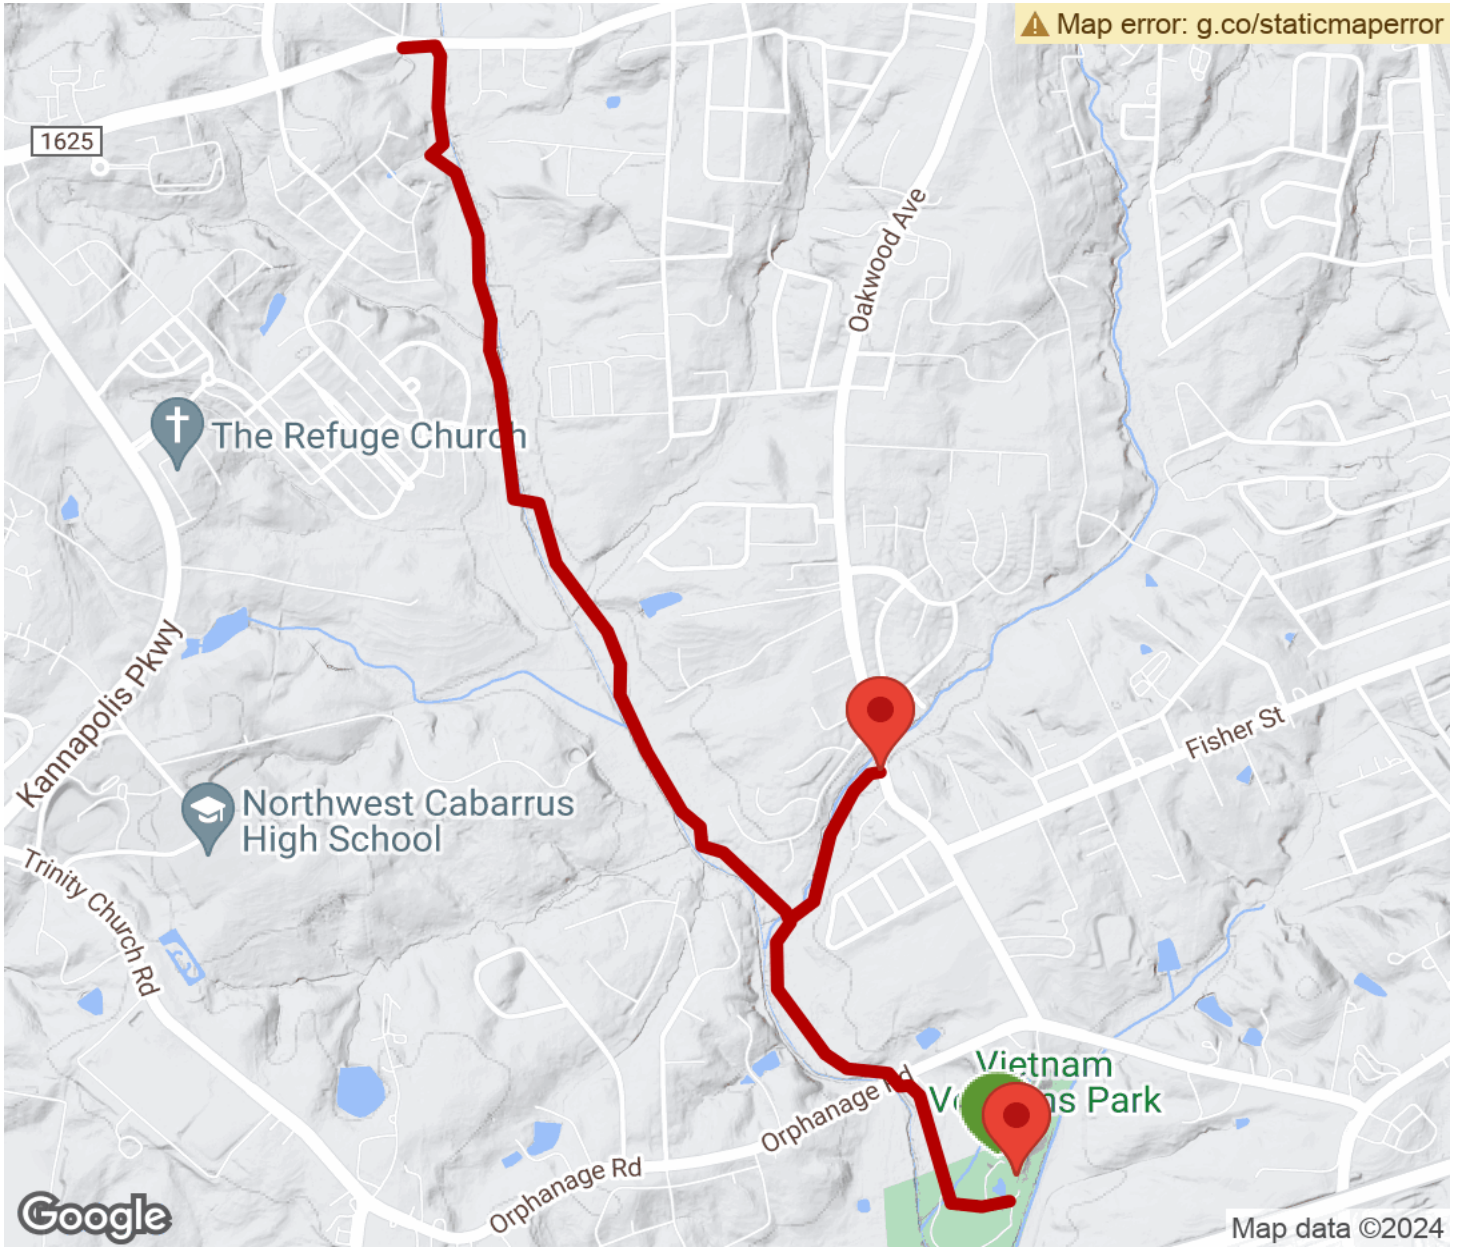 Map error: g.co/staticmaperror
1625
Oakwood Ave
The Refuge Church
Kannapolis Pkwy
Fisher St
Northwest Cabarrus
High School
Trinity Church Rd
Vietnam
Park
Orphanage Rd
Orphanage Rd
Google
Map data ©2024